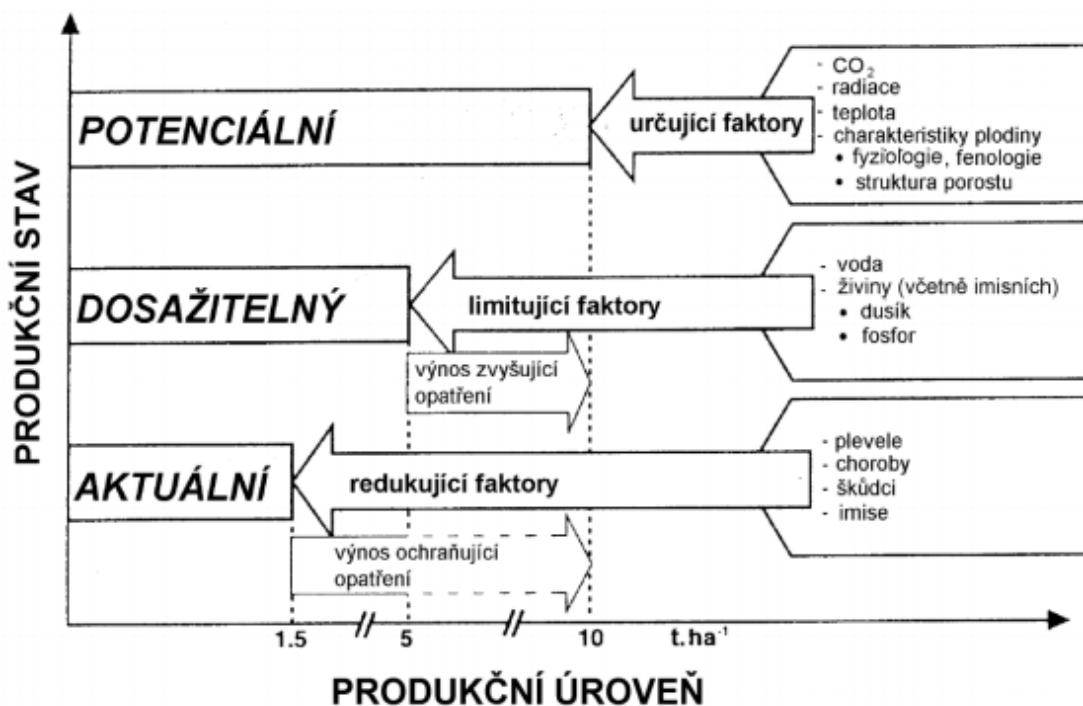 PRODUKČNÍ STAV
POTENCIÁLNÍ
určující faktory
- CO₂
- radiace
- teplota
- charakteristiky plodiny
• fyziologie, fenologie
• struktura porostu
DOSAŽITELNÝ
limitující faktory
- voda
- živiny (včetně imisních)
• dusík
• fosfor
výnos zvyšující
opatření
AKTUÁLNÍ
redukující faktory
- plevele
- choroby
- škůdci
- imise
výnos ochraňující
opatření
1.5 // 5 // 10 t.ha⁻¹
PRODUKČNÍ ÚROVEŇ